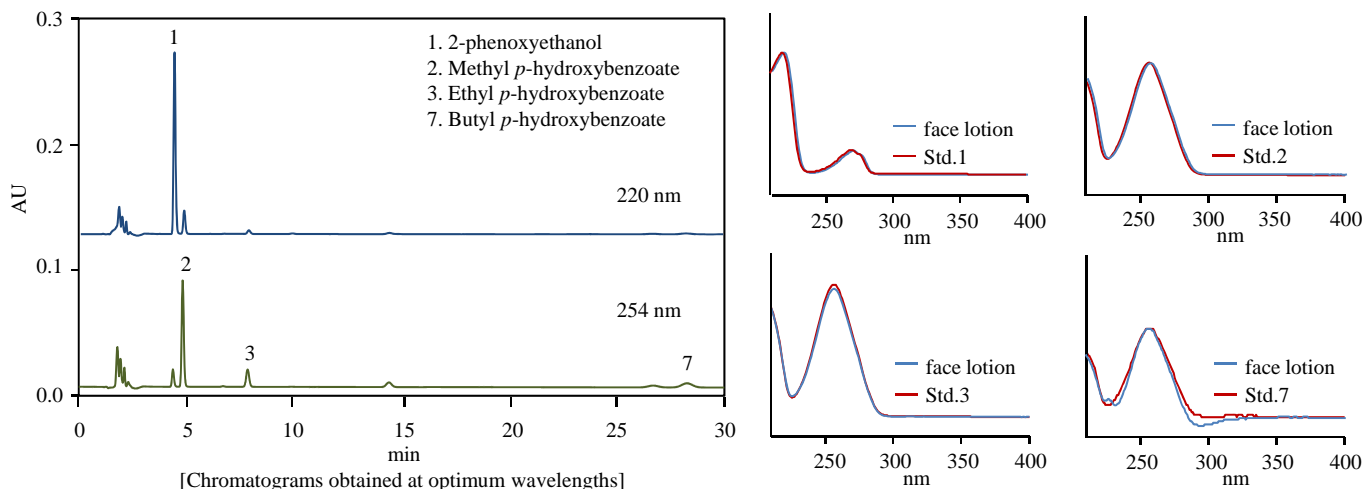 0.3
0.2
0.1
0.0
AU
1
1. 2-phenoxyethanol
2. Methyl p-hydroxybenzoate
3. Ethyl p-hydroxybenzoate
7. Butyl p-hydroxybenzoate
220 nm
2
254 nm
3
7
0 5 10 15 20 25 30
min
[Chromatograms obtained at optimum wavelengths]
face lotion
Std.1
250 300 350 400
nm
face lotion
Std.2
250 300 350 400
nm
face lotion
Std.3
250 300 350 400
nm
face lotion
Std.7
250 300 350 400
nm